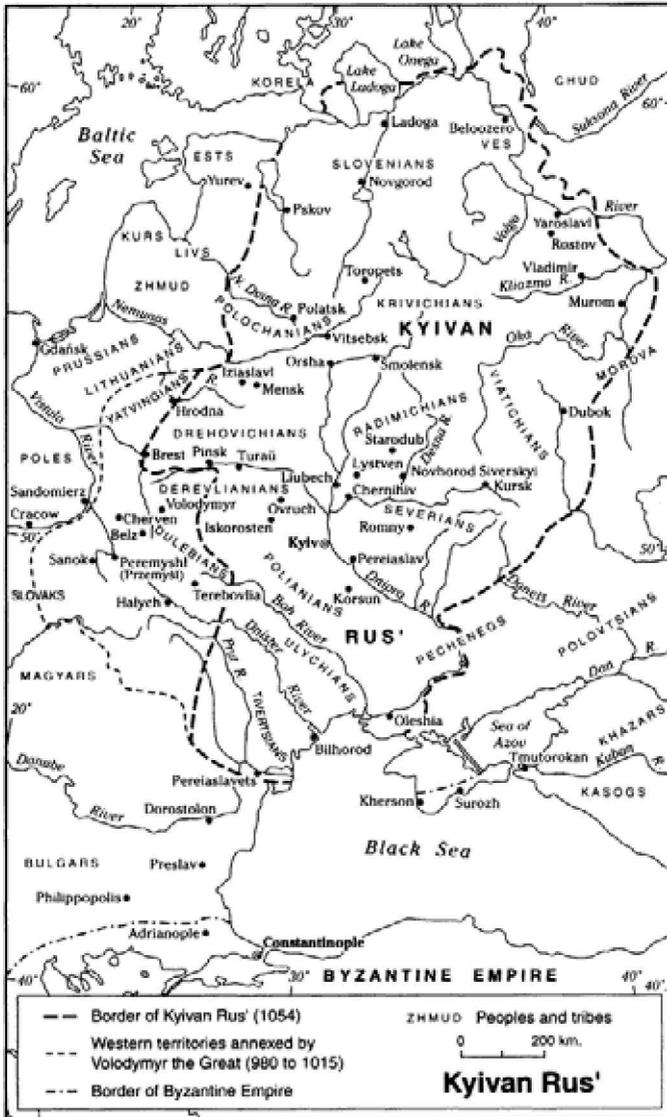 20°
30
40
Lake
Onega
Lake
Ladoga
KORELA
CHUD
60°
60°
Suksona River
Baltic
Sea
Ladoga
Beloozero
VES
ESTS
SLOVENIANS
Yurev
Novgorod
Pskov
River
Yaroslavl
Volga
Rostov
KURS
LIVS
Vladimir
ZHMUD
Toropets
Kliazma R.
N. Dvina R.
KRIVICHIANS
Murom
Polatsk
POLOCHANIANS
KYIVAN
Nemunas
Vitsebsk
Oka River
Gdańsk
MORDVA
PRUSSIANS
Orsha
Smolensk
LITHUANIANS
Iziaslavl
R.
Mensk
YATVINGIANS
VIATICHIANS
Hrodna
Vistula
River
RADIMICHIANS
Dubok
DREHOVICHIANS
Starodub
Desna R.
POLES
Brest
Pinsk
Turaŭ
Lystven
Novhorod Siverskyi
Sandomierz
DEREVLIANIANS
Liubech
Chernihiv
Kursk
Cracow
Volodymyr
Ovruch
SEVERIANS
50°
Cherven
Iskorosten
Romny
50°
Belz
Kyiv
DULEBIANS
Sanok
Peremyshl
(Przemyśl)
Pereiaslav
POLIANIANS
Dnipro R.
Donets River
SLOVAKS
Terebovlia
Korsun
Halych
Boh River
RUS'
PECHENEGS
POLOVTSIANS
Dnister
River
ULYCHIANS
MAGYARS
Prut R.
Don R.
20°
TIVERTSIANS
Oleshia
Sea of
Azov
KHAZARS
Bilhorod
Tmutorokan
Kuban
R.
Danube
River
Pereiaslavets
KASOGS
Kherson
Surozh
Dorostolon
Black Sea
BULGARS
Preslav
Philippopolis
Adrianople
Constantinople
BYZANTINE EMPIRE
40°
30°
40°
40°
Border of Kyivan Rus' (1054)
Western territories annexed by
Volodymyr the Great (980 to 1015)
Border of Byzantine Empire
ZHMUD Peoples and tribes
0 200 km.
Kyivan Rus'